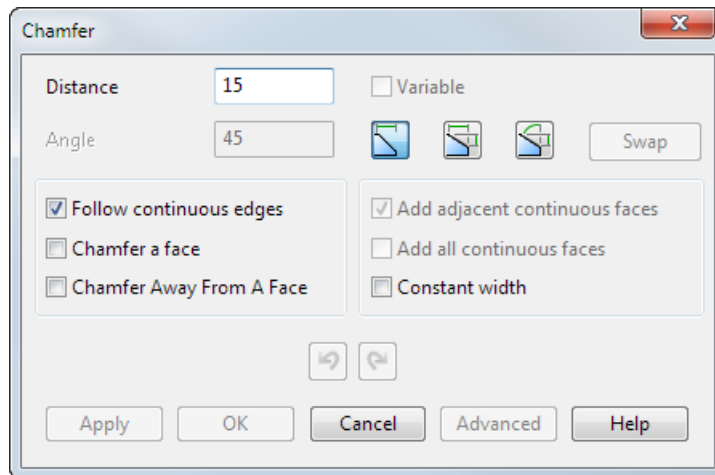 Chamfer
Distance 15 Variable
Angle 45 Swap
Follow continuous edges
Chamfer a face
Chamfer Away From A Face
Add adjacent continuous faces
Add all continuous faces
Constant width
Apply OK Cancel Advanced Help